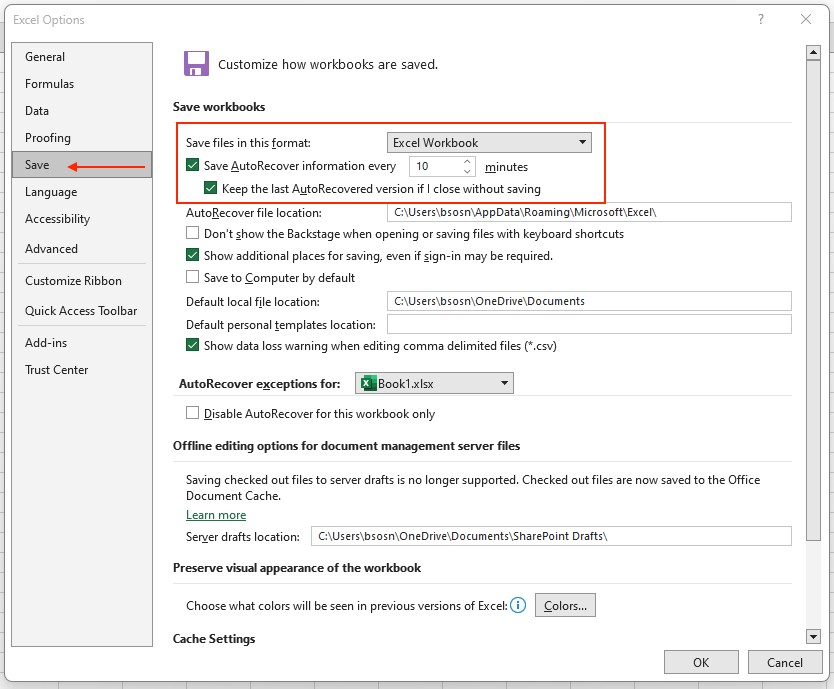 Excel Options
?
General
Formulas
Data
Proofing
Save
Language
Accessibility
Advanced
Customize Ribbon
Quick Access Toolbar
Add-ins
Trust Center
Customize how workbooks are saved.
Save workbooks
Save files in this format: Excel Workbook
Save AutoRecover information every 10 minutes
Keep the last AutoRecovered version if I close without saving
AutoRecover file location: C:\Users\bsosn\AppData\Roaming\Microsoft\Excel\
Don't show the Backstage when opening or saving files with keyboard shortcuts
Show additional places for saving, even if sign-in may be required.
Save to Computer by default
Default local file location: C:\Users\bsosn\OneDrive\Documents
Default personal templates location:
Show data loss warning when editing comma delimited files (*.csv)
AutoRecover exceptions for: Book1.xlsx
Disable AutoRecover for this workbook only
Offline editing options for document management server files
Saving checked out files to server drafts is no longer supported. Checked out files are now saved to the Office
Document Cache.
Learn more
Server drafts location: C:\Users\bsosn\OneDrive\Documents\SharePoint Drafts\
Preserve visual appearance of the workbook
Choose what colors will be seen in previous versions of Excel: Colors...
Cache Settings
OK Cancel